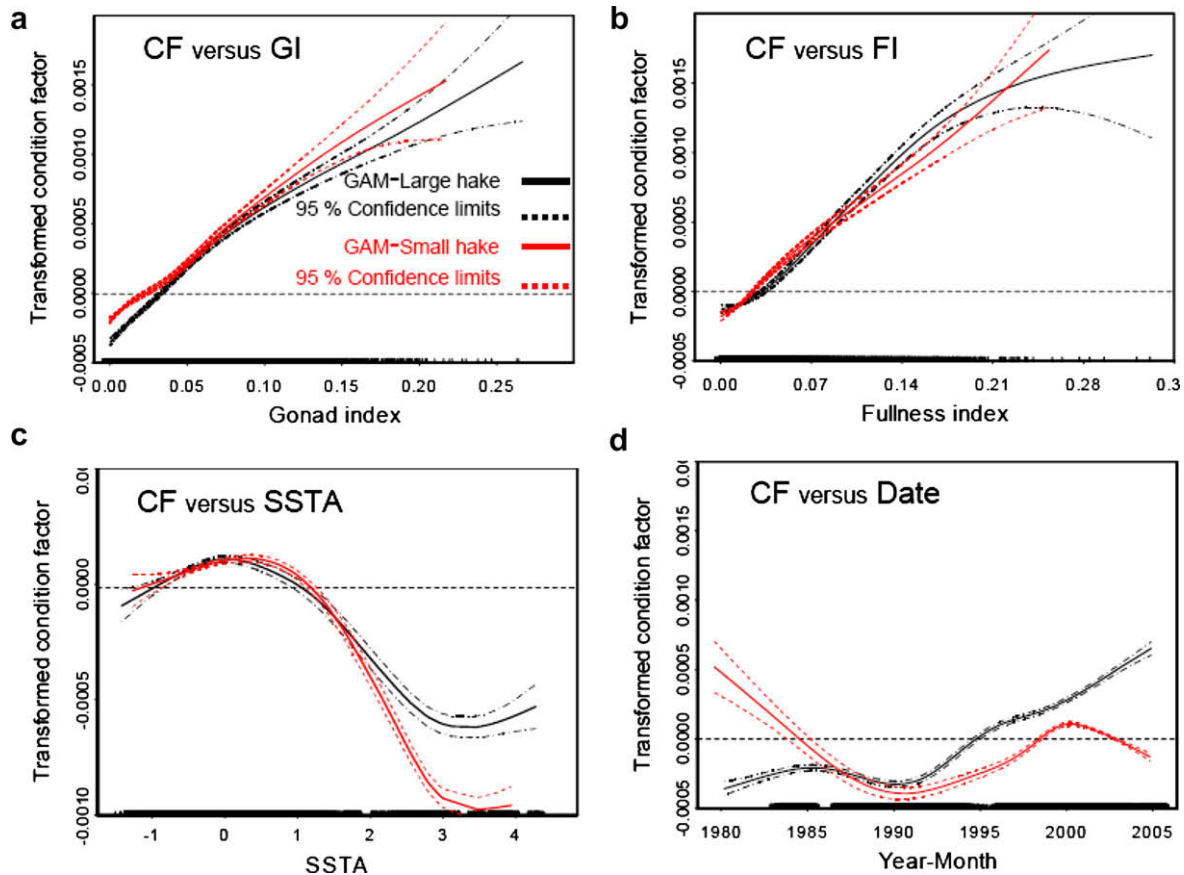 a
CF versus GI
Transformed condition factor
-0.0005 0.0000 0.0005 0.0010 0.0015
GAM-Large hake
95 % Confidence limits
GAM-Small hake
95 % Confidence limits
0.00 0.05 0.10 0.15 0.20 0.25
Gonad index
b
CF versus FI
Transformed condition factor
-0.0005 0.0000 0.0005 0.0010 0.0015
0.00 0.07 0.14 0.21 0.28 0.3
Fullness index
c
CF versus SSTA
Transformed condition factor
-0.0010 -0.0005 0.0000
-1 0 1 2 3 4
SSTA
d
CF versus Date
Transformed condition factor
-0.0005 0.0000 0.0005 0.0010 0.0015
1980 1985 1990 1995 2000 2005
Year-Month